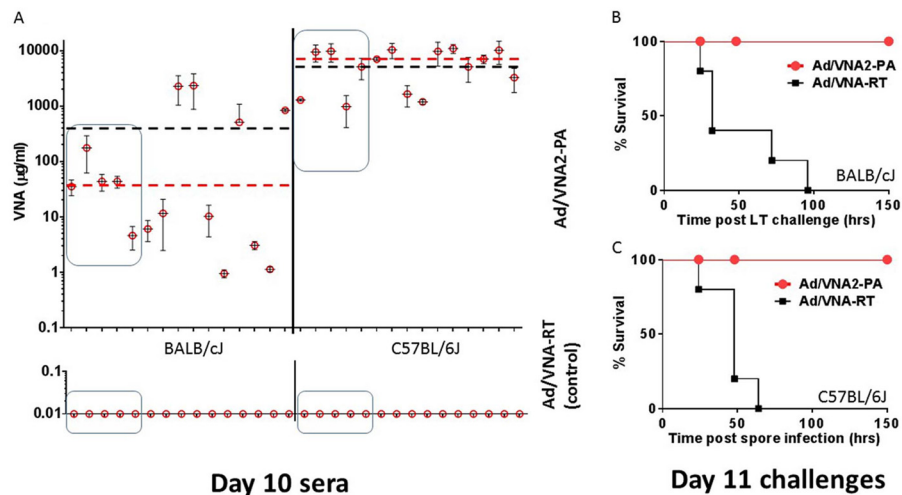 A
VNA (µg/ml)
10000
1000
100
10
1
0.1
BALB/cJ
C57BL/6J
Ad/VNA2-PA
0.1
0.01
Ad/VNA-RT
(control)
Day 10 sera
B
% Survival
100
50
0
Ad/VNA2-PA
Ad/VNA-RT
BALB/cJ
0
50
100
150
Time post LT challenge (hrs)
C
% Survival
100
50
0
Ad/VNA2-PA
Ad/VNA-RT
C57BL/6J
0
50
100
150
Time post spore infection (hrs)
Day 11 challenges